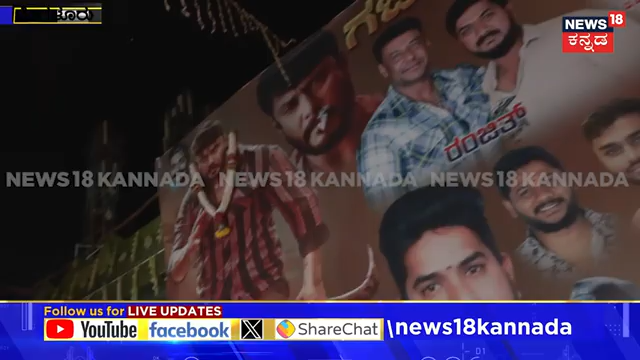 NEWS 18
ಕನ್ನಡ
ರಂಜಿತ್
NEWS18 KANNADA NEWS18 KANNADA NEWS18 KANNADA
Follow us for LIVE UPDATES
YouTube facebook X ShareChat \news18kannada